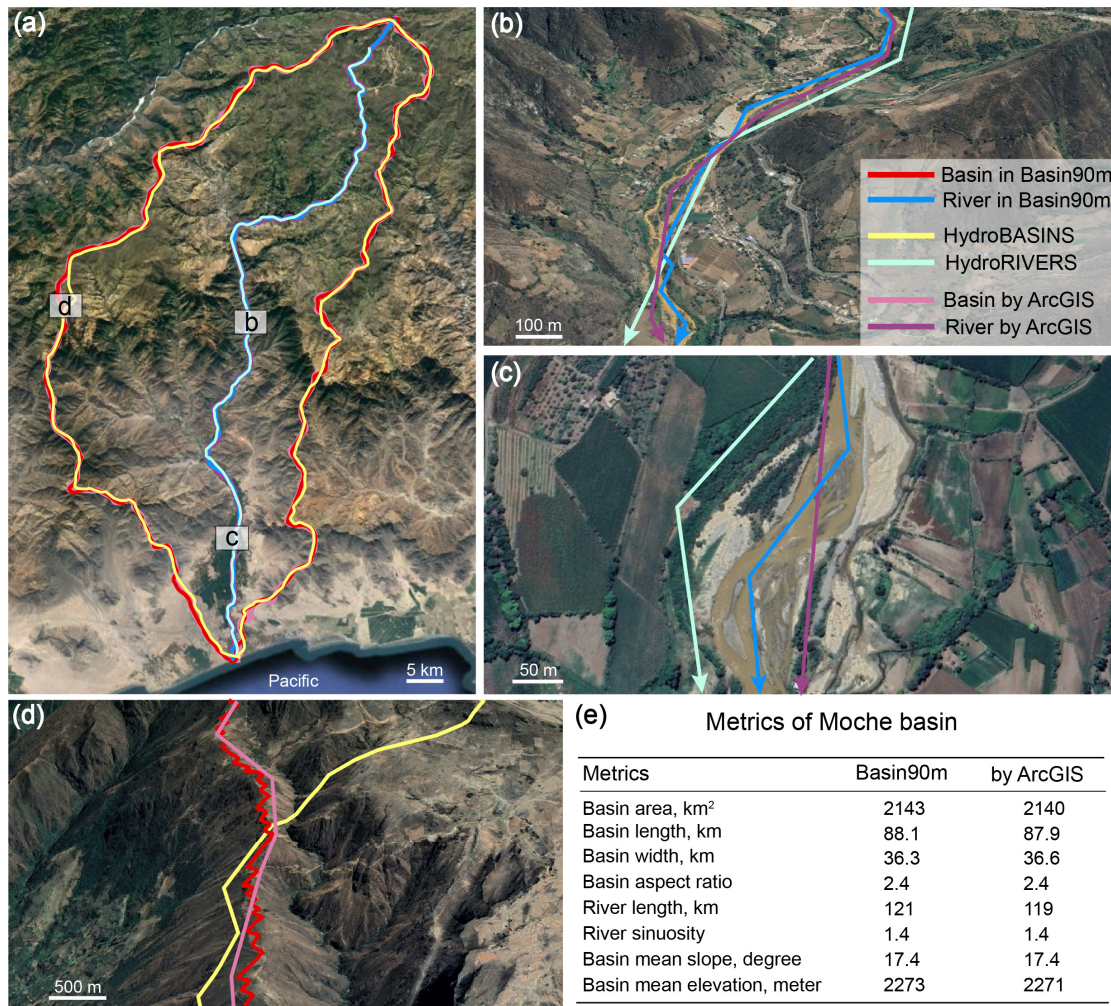 (a)
d
b
c
5 km
Pacific
(b)
Basin in Basin90m
River in Basin90m
HydroBASINS
HydroRIVERS
Basin by ArcGIS
River by ArcGIS
100 m
(c)
50 m
(d)
500 m
(e) Metrics of Moche basin
Metrics Basin90m by ArcGIS
Basin area, km² 2143 2140
Basin length, km 88.1 87.9
Basin width, km 36.3 36.6
Basin aspect ratio 2.4 2.4
River length, km 121 119
River sinuosity 1.4 1.4
Basin mean slope, degree 17.4 17.4
Basin mean elevation, meter 2273 2271